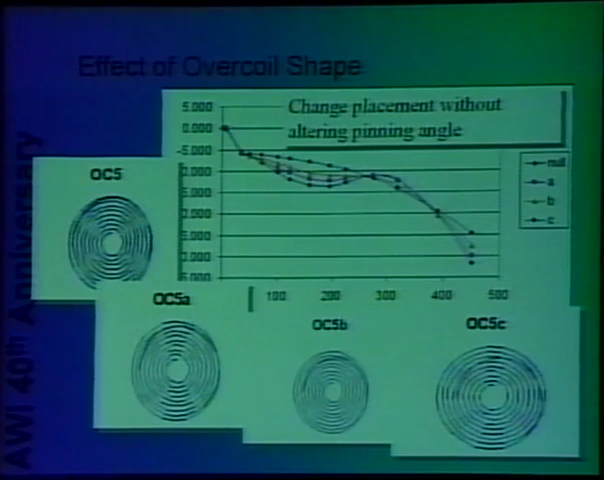 Effect of Overcoil Shape
Change placement without
altering pinning angle
5.000
0.000
-5.000
100
200
300
400
500
nil
a
b
c
OC5
OC5a
OC5b
OC5c
AWI 40th Anniversary